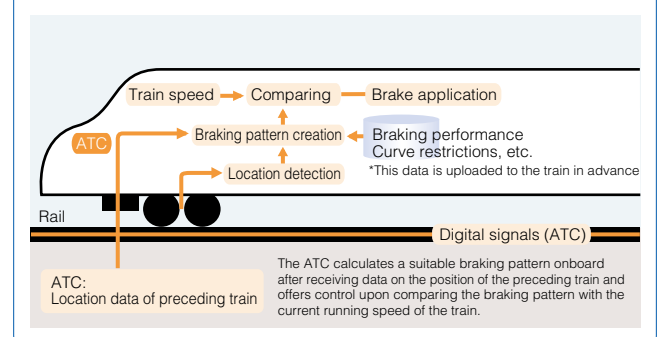 Train speed
Comparing
Brake application
ATC
Braking pattern creation
Braking performance
Curve restrictions, etc.
*This data is uploaded to the train in advance
Location detection
Rail
Digital signals (ATC)
ATC:
Location data of preceding train
The ATC calculates a suitable braking pattern onboard
after receiving data on the position of the preceding train and
offers control upon comparing the braking pattern with the
current running speed of the train.